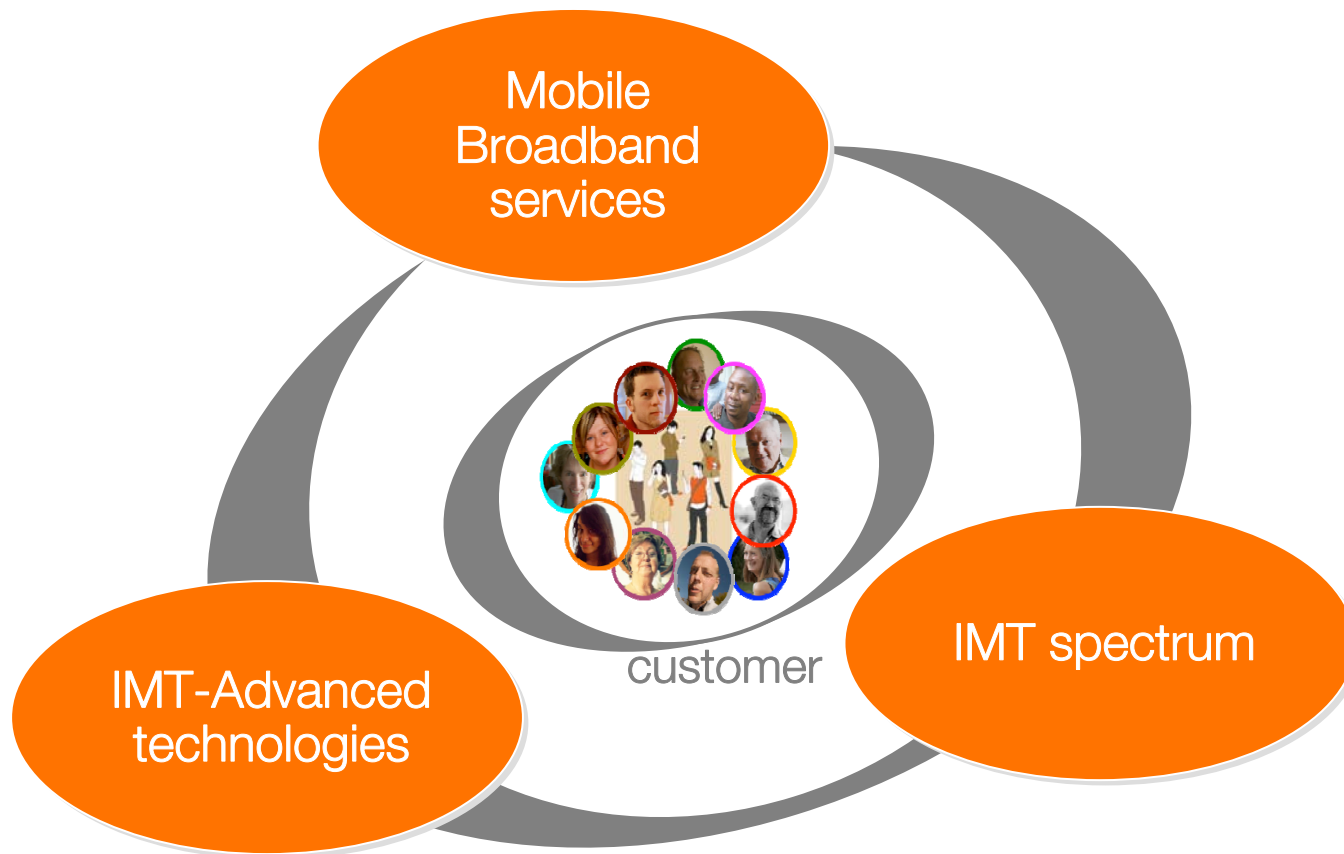 Mobile
Broadband
services
customer
IMT spectrum
IMT-Advanced
technologies